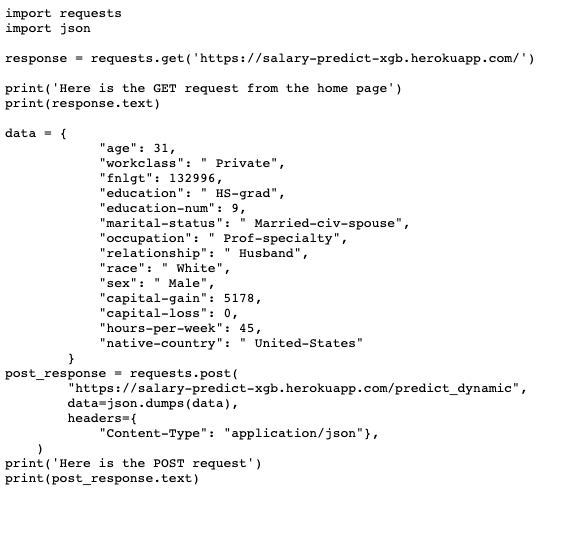 import requests
import json
response = requests.get('https://salary-predict-xgb.herokuapp.com/')
print('Here is the GET request from the home page')
print(response.text)
data = {
"age": 31,
"workclass": " Private",
"fnlgt": 132996,
"education": " HS-grad",
"education-num": 9,
"marital-status": " Married-civ-spouse",
"occupation": " Prof-specialty",
"relationship": " Husband",
"race": " White",
"sex": " Male",
"capital-gain": 5178,
"capital-loss": 0,
"hours-per-week": 45,
"native-country": " United-States"
}
post_response = requests.post(
"https://salary-predict-xgb.herokuapp.com/predict_dynamic",
data=json.dumps(data),
headers={
"Content-Type": "application/json"},
)
print('Here is the POST request')
print(post_response.text)